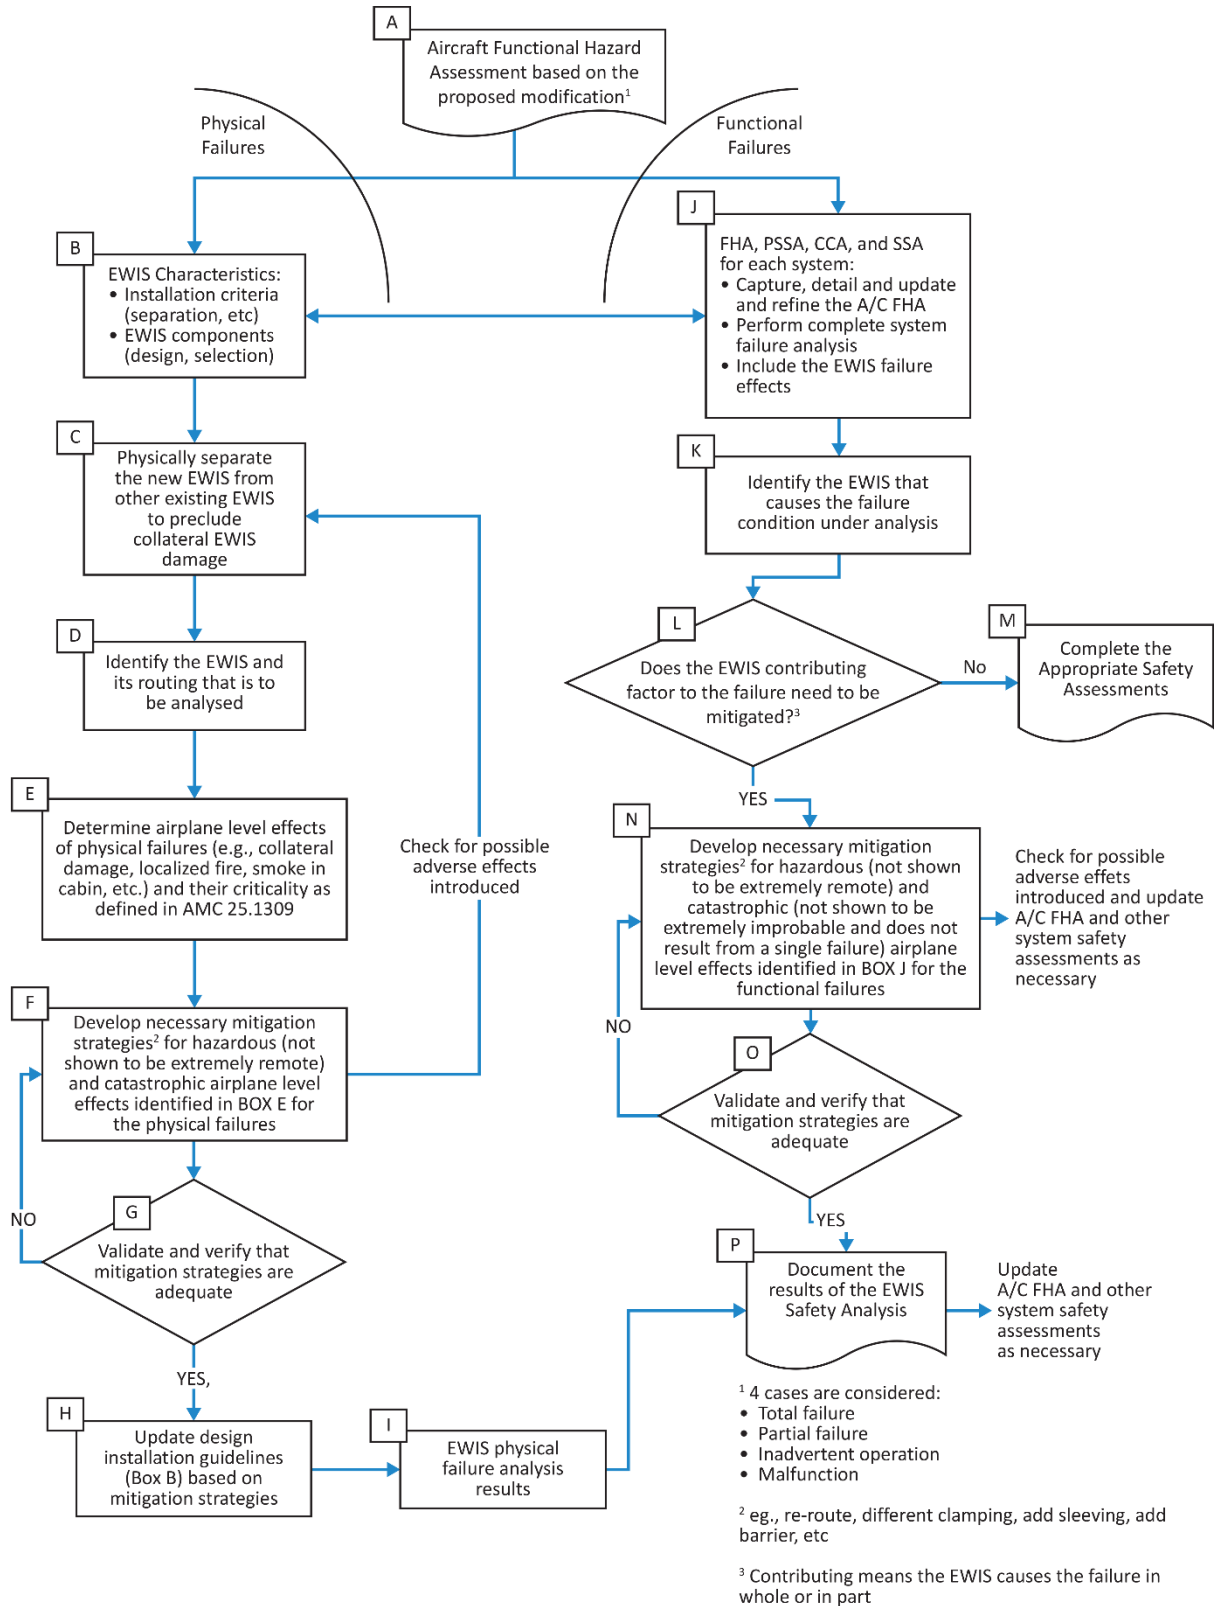 A
Aircraft Functional Hazard
Assessment based on the
proposed modification¹
Physical
Failures
Functional
Failures
B
EWIS Characteristics:
• Installation criteria
(separation, etc)
• EWIS components
(design, selection)
J
FHA, PSSA, CCA, and SSA
for each system:
• Capture, detail and update
and refine the A/C FHA
• Perform complete system
failure analysis
• Include the EWIS failure
effects
C
Physically separate
the new EWIS from
other existing EWIS
to preclude
collateral EWIS
damage
K
Identify the EWIS that
causes the failure
condition under analysis
D
Identify the EWIS and
its routing that is to
be analysed
L
Does the EWIS contributing
factor to the failure need to be
mitigated?³
No
M
Complete the
Appropriate Safety
Assessments
YES
E
Determine airplane level effects
of physical failures (e.g., collateral
damage, localized fire, smoke in
cabin, etc.) and their criticality as
defined in AMC 25.1309
Check for possible
adverse effects
introduced
N
Develop necessary mitigation
strategies² for hazardous (not shown
to be extremely remote) and
catastrophic (not shown to be
extremely improbable and does not
result from a single failure) airplane
level effects identified in BOX J for the
functional failures
Check for possible
adverse effets
introduced and update
A/C FHA and other
system safety
assessments as
necessary
F
Develop necessary mitigation
strategies² for hazardous (not
shown to be extremely remote)
and catastrophic airplane level
effects identified in BOX E for
the physical failures
NO
O
Validate and verify that
mitigation strategies are
adequate
NO
G
Validate and verify that
mitigation strategies are
adequate
YES
P
Document the
results of the EWIS
Safety Analysis
Update
A/C FHA and other
system safety
assessments
as necessary
YES,
H
Update design
installation guidelines
(Box B) based on
mitigation strategies
I
EWIS physical
failure analysis
results
¹ 4 cases are considered:
• Total failure
• Partial failure
• Inadvertent operation
• Malfunction
² eg., re-route, different clamping, add sleeving, add
barrier, etc
³ Contributing means the EWIS causes the failure in
whole or in part